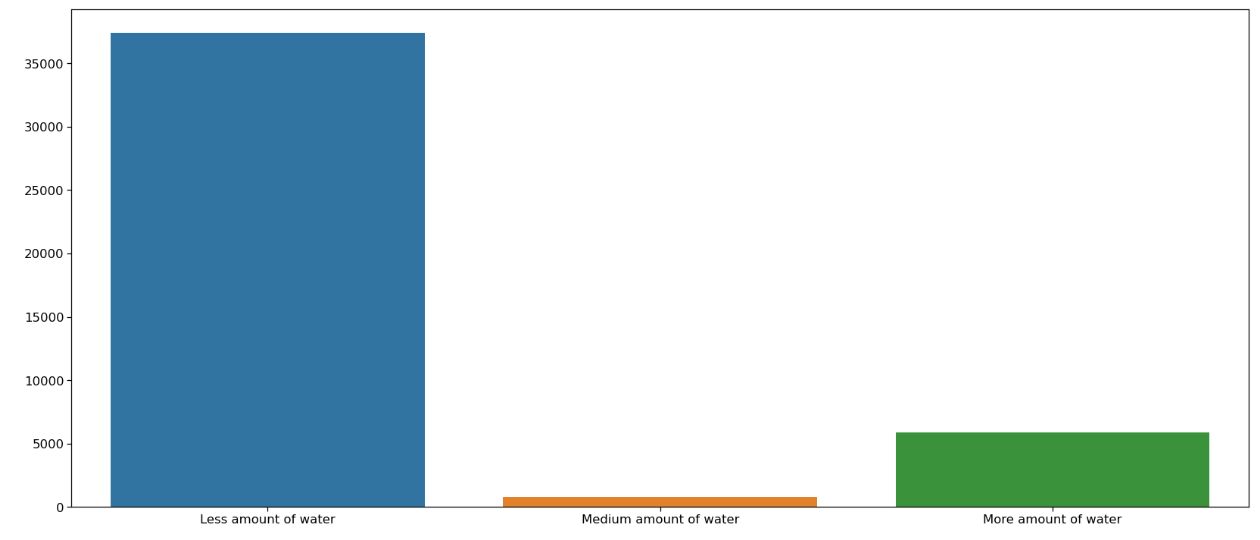 35000
30000
25000
20000
15000
10000
5000
0
Less amount of water
Medium amount of water
More amount of water